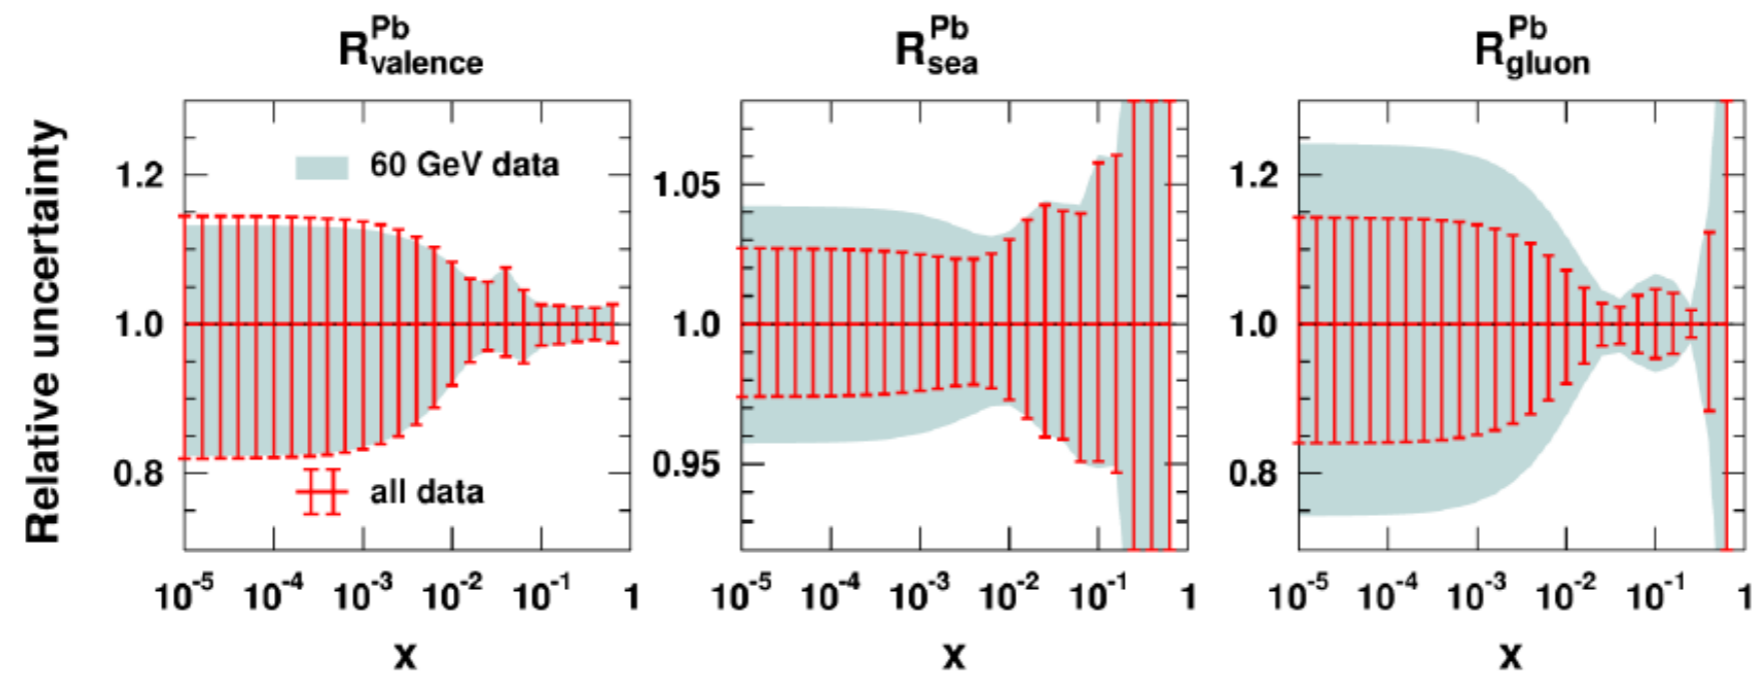 R^Pb_valence
R^Pb_sea
R^Pb_gluon
Relative uncertainty
60 GeV data
all data
1.2
1.0
0.8
1.05
1.0
0.95
1.2
1.0
0.8
10^-5 10^-4 10^-3 10^-2 10^-1 1
10^-5 10^-4 10^-3 10^-2 10^-1 1
10^-5 10^-4 10^-3 10^-2 10^-1 1
x
x
x